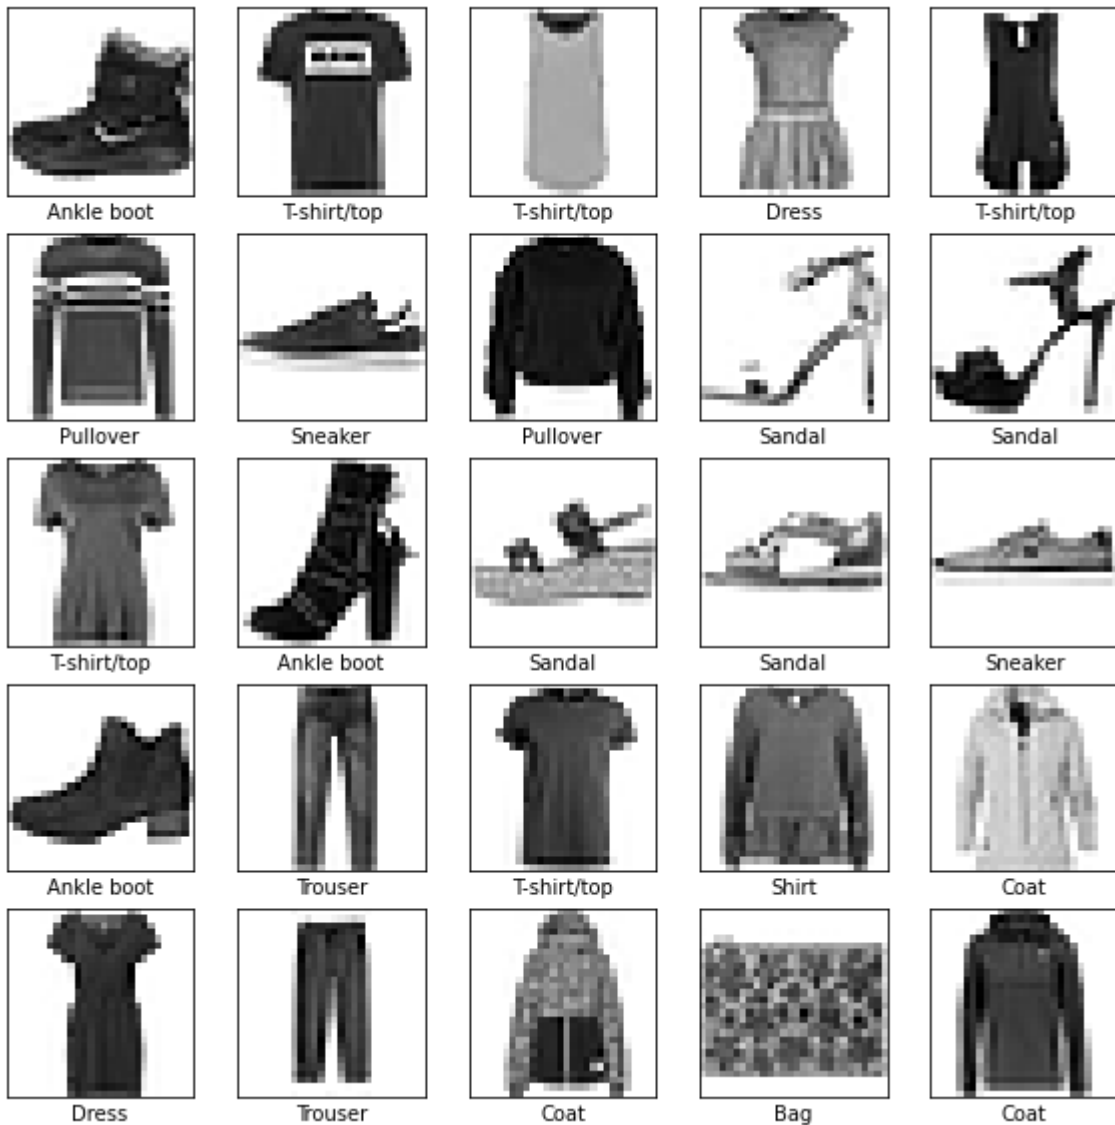 Ankle boot
T-shirt/top
T-shirt/top
Dress
T-shirt/top
Pullover
Sneaker
Pullover
Sandal
Sandal
T-shirt/top
Ankle boot
Sandal
Sandal
Sneaker
Ankle boot
Trouser
T-shirt/top
Shirt
Coat
Dress
Trouser
Coat
Bag
Coat